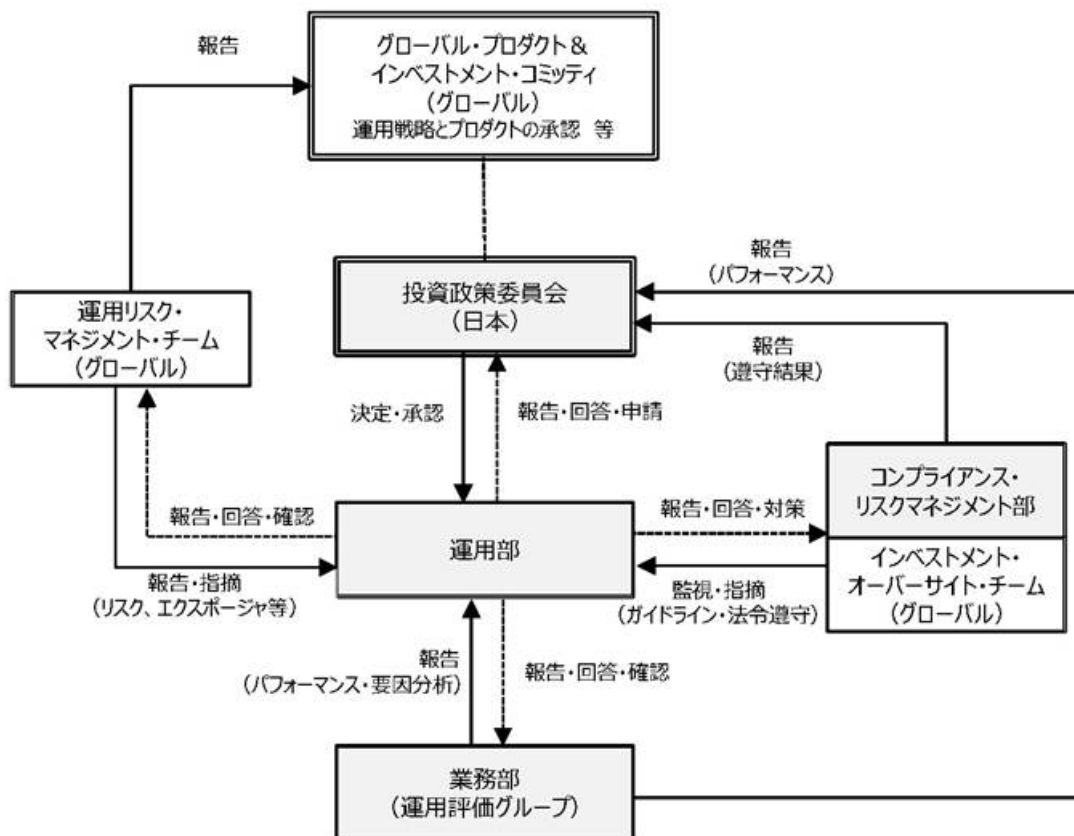 報告
グローバル・プロダクト&
インベストメント・コミッティ
(グローバル)
運用戦略とプロダクトの承認 等
報告
(パフォーマンス)
投資政策委員会
(日本)
運用リスク・
マネジメント・チーム
(グローバル)
報告
(遵守結果)
決定・承認
報告・回答・申請
コンプライアンス・
リスクマネジメント部
報告・回答・確認
報告・回答・対策
運用部
インベストメント・
オーバーサイト・チーム
(グローバル)
報告・指摘
(リスク、エクスポージャ等)
監視・指摘
(ガイドライン・法令遵守)
報告
(パフォーマンス・要因分析)
報告・回答・確認
業務部
(運用評価グループ)